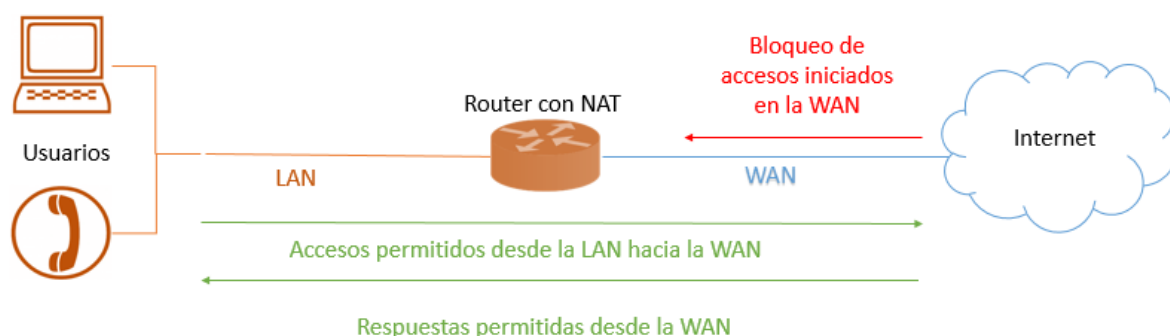 Bloqueo de
accesos iniciados
en la WAN
Router con NAT
Usuarios
Internet
LAN
WAN
Accesos permitidos desde la LAN hacia la WAN
Respuestas permitidas desde la WAN